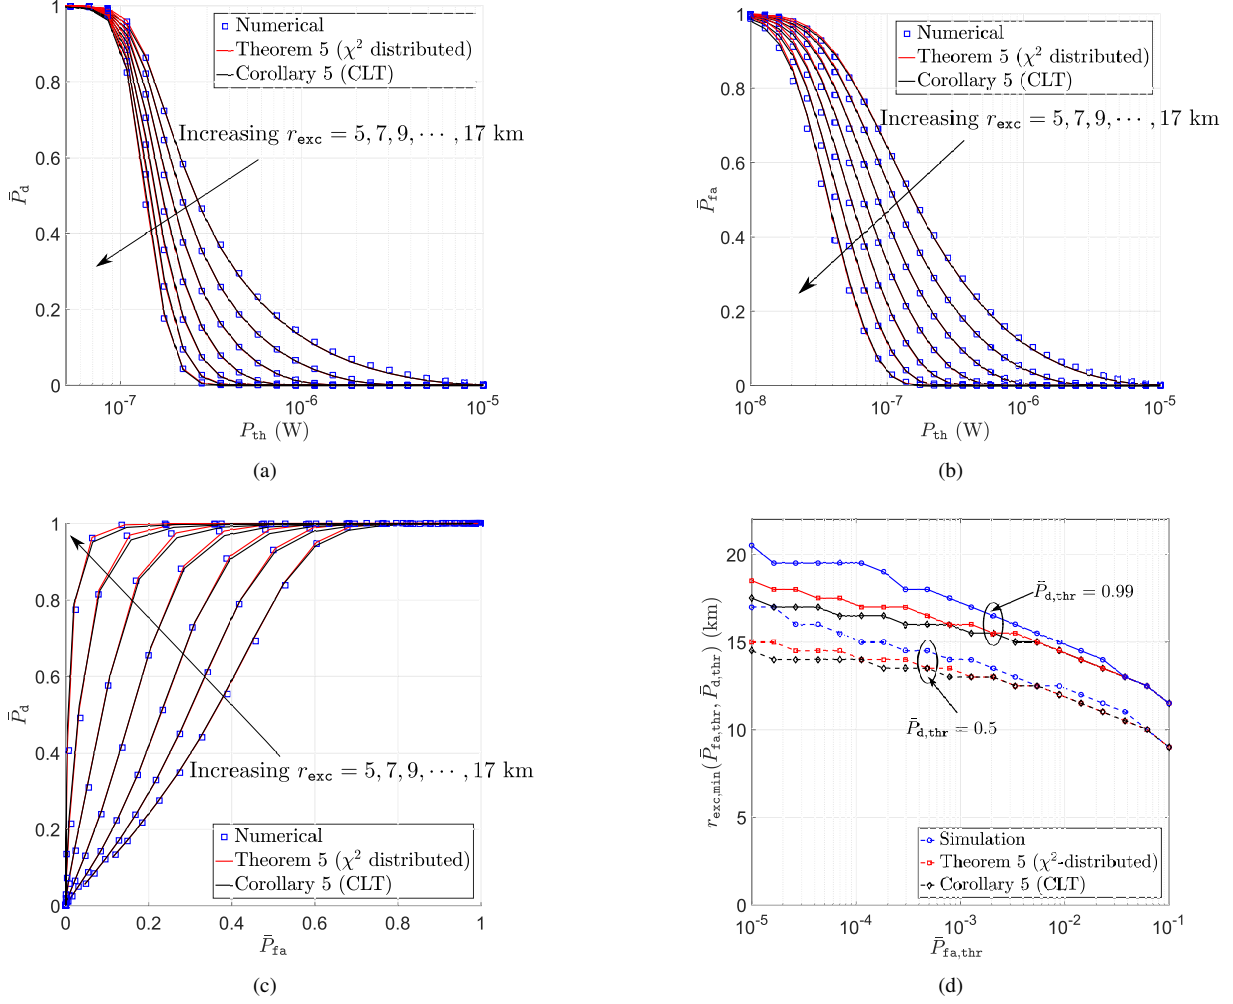 1
0.8
0.6
0.4
0.2
0
P̄_d
Numerical
Theorem 5 (χ² distributed)
Corollary 5 (CLT)
Increasing r_exc = 5, 7, 9, ⋯ , 17 km
10^-7
10^-6
10^-5
P_th (W)
(a)
1
0.8
0.6
0.4
0.2
0
P̄_fa
Numerical
Theorem 5 (χ² distributed)
Corollary 5 (CLT)
Increasing r_exc = 5, 7, 9, ⋯ , 17 km
10^-8
10^-7
10^-6
10^-5
P_th (W)
(b)
1
0.8
0.6
0.4
0.2
0
P̄_d
Increasing r_exc = 5, 7, 9, ⋯ , 17 km
Numerical
Theorem 5 (χ² distributed)
Corollary 5 (CLT)
0
0.2
0.4
0.6
0.8
1
P̄_fa
(c)
20
15
10
5
0
r_exc,min(P̄_fa,thr, P̄_d,thr) (km)
P̄_d,thr = 0.99
P̄_d,thr = 0.5
Simulation
Theorem 5 (χ²-distributed)
Corollary 5 (CLT)
10^-5
10^-4
10^-3
10^-2
10^-1
P̄_fa,thr
(d)